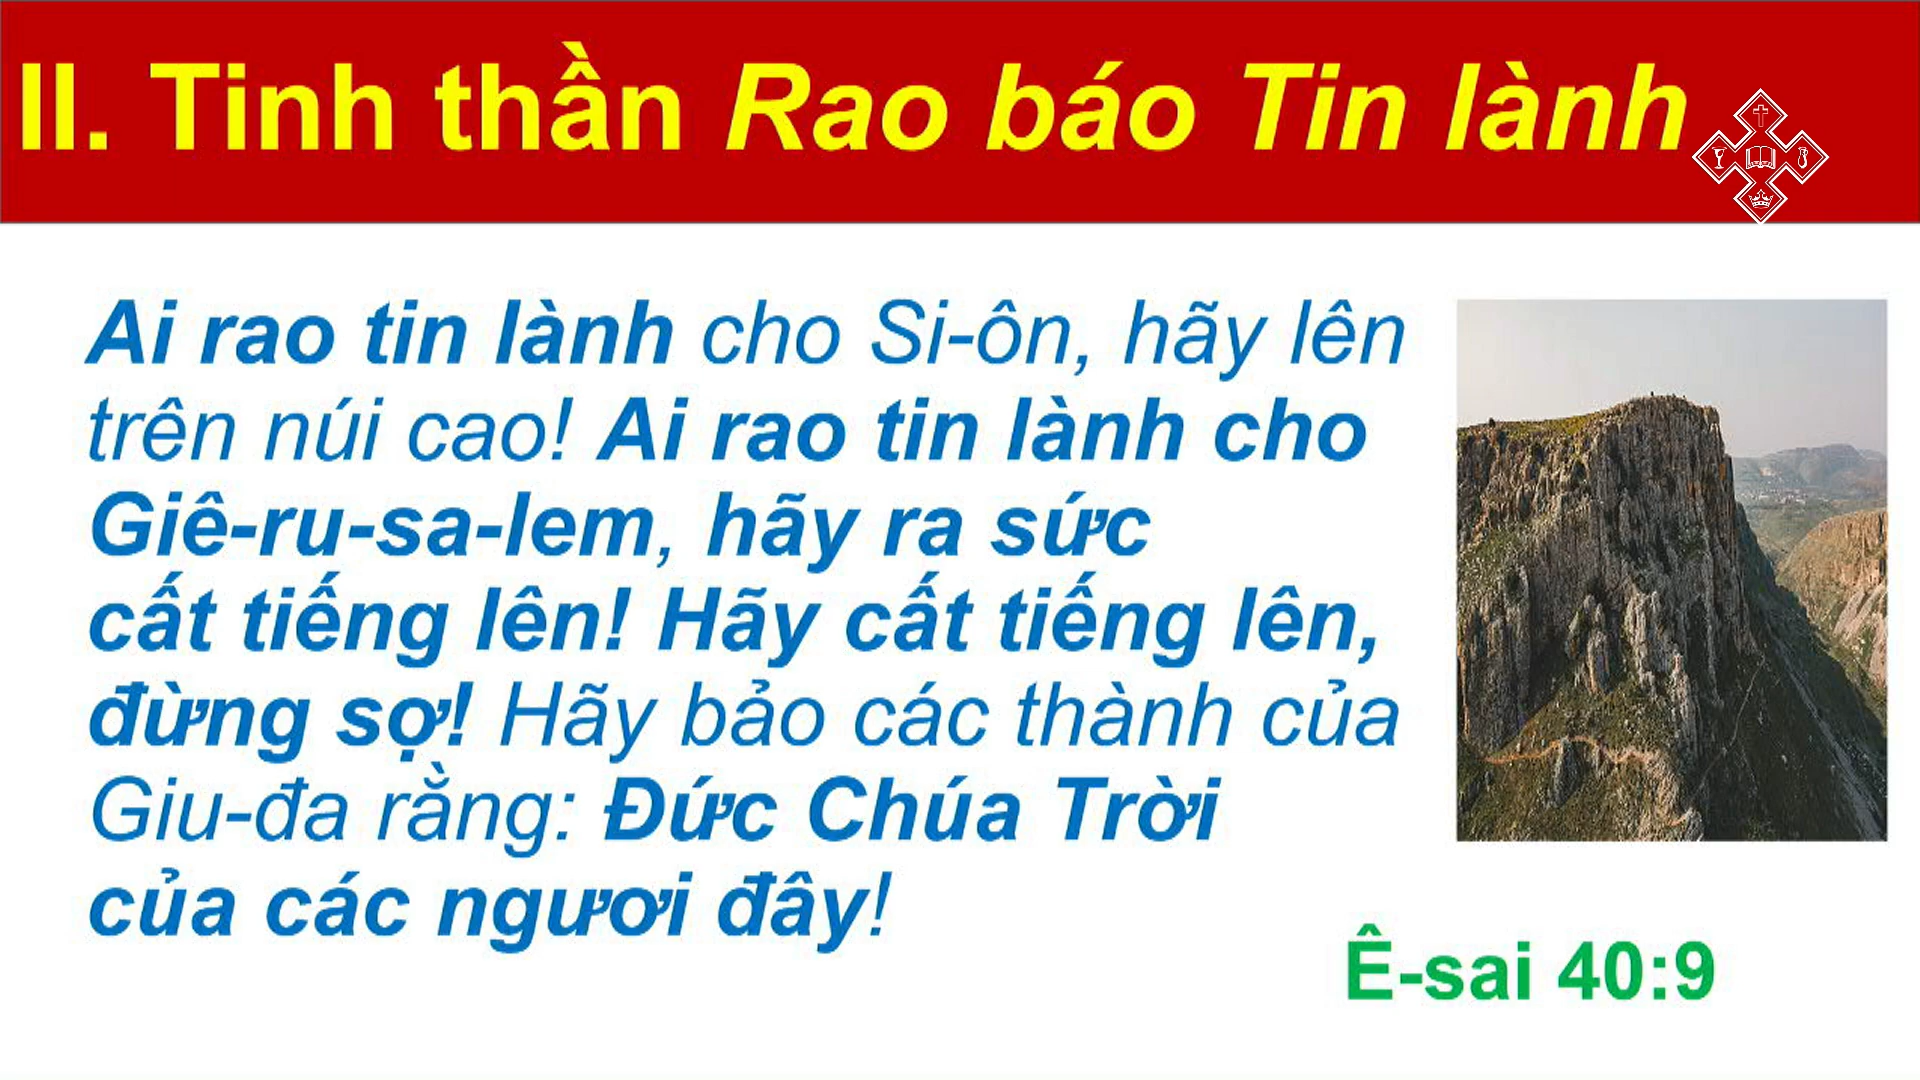 II. Tinh thần Rao báo Tin lành
Ai rao tin lành cho Si-ôn, hãy lên
trên núi cao! Ai rao tin lành cho
Giê-ru-sa-lem, hãy ra sức
cất tiếng lên! Hãy cất tiếng lên,
đừng sợ! Hãy bảo các thành của
Giu-đa rằng: Đức Chúa Trời
của các ngươi đây!
Ê-sai 40:9